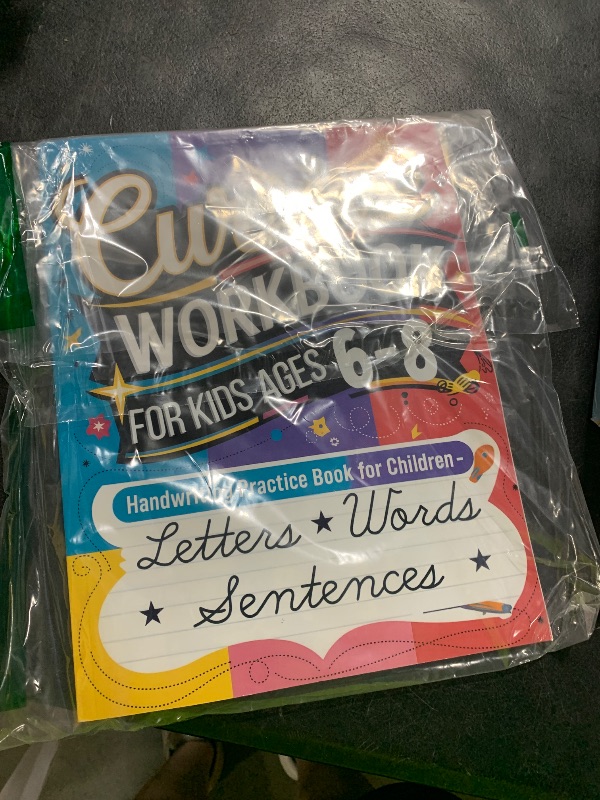 WORKBOOK
FOR KIDS AGES 6-8
Handwriting Practice Book for Children -
Letters ★ Words
★ Sentences ★